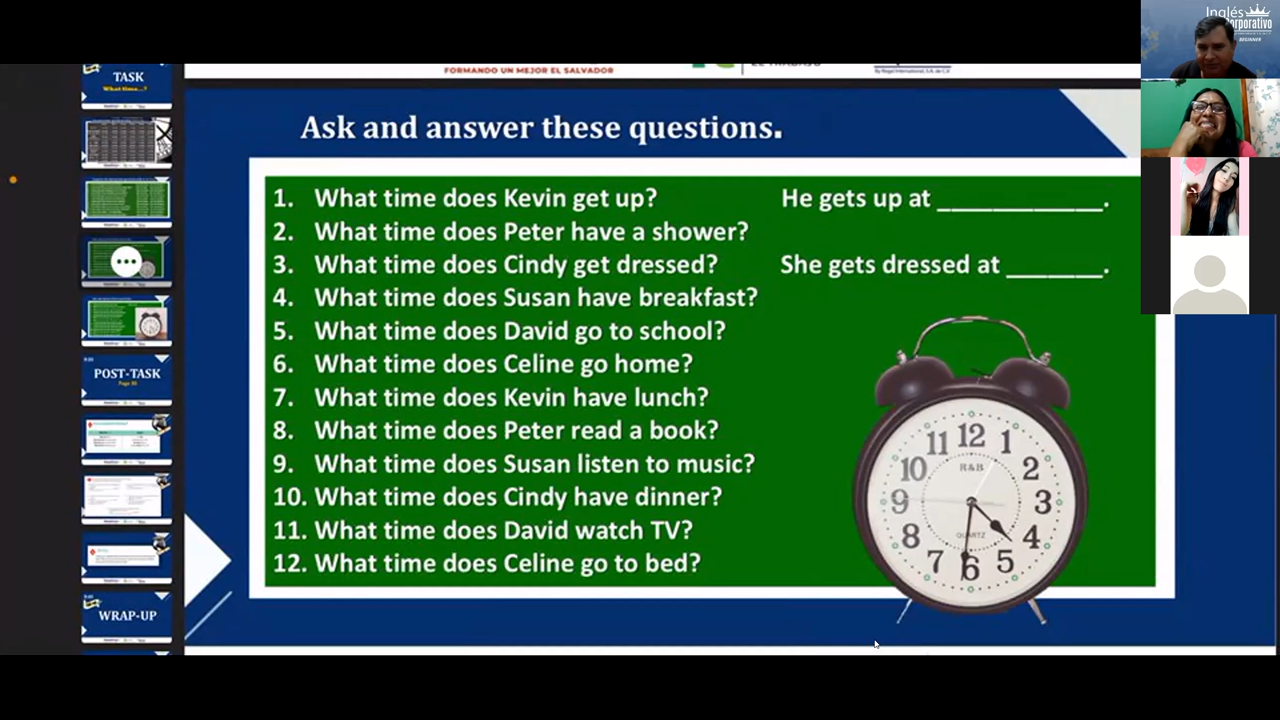 Inglés
Corporativo
BEGINNER
FORMANDO UN MEJOR EL SALVADOR
TASK
What time...?
Ask and answer these questions.
1. What time does Kevin get up? He gets up at ____________.
2. What time does Peter have a shower?
3. What time does Cindy get dressed? She gets dressed at _______.
4. What time does Susan have breakfast?
5. What time does David go to school?
6. What time does Celine go home?
7. What time does Kevin have lunch?
8. What time does Peter read a book?
9. What time does Susan listen to music?
10. What time does Cindy have dinner?
11. What time does David watch TV?
12. What time does Celine go to bed?
12 1 2 3 4 5 6 7 8 9 10 11
R&B
QUARTZ
POST-TASK
WRAP-UP